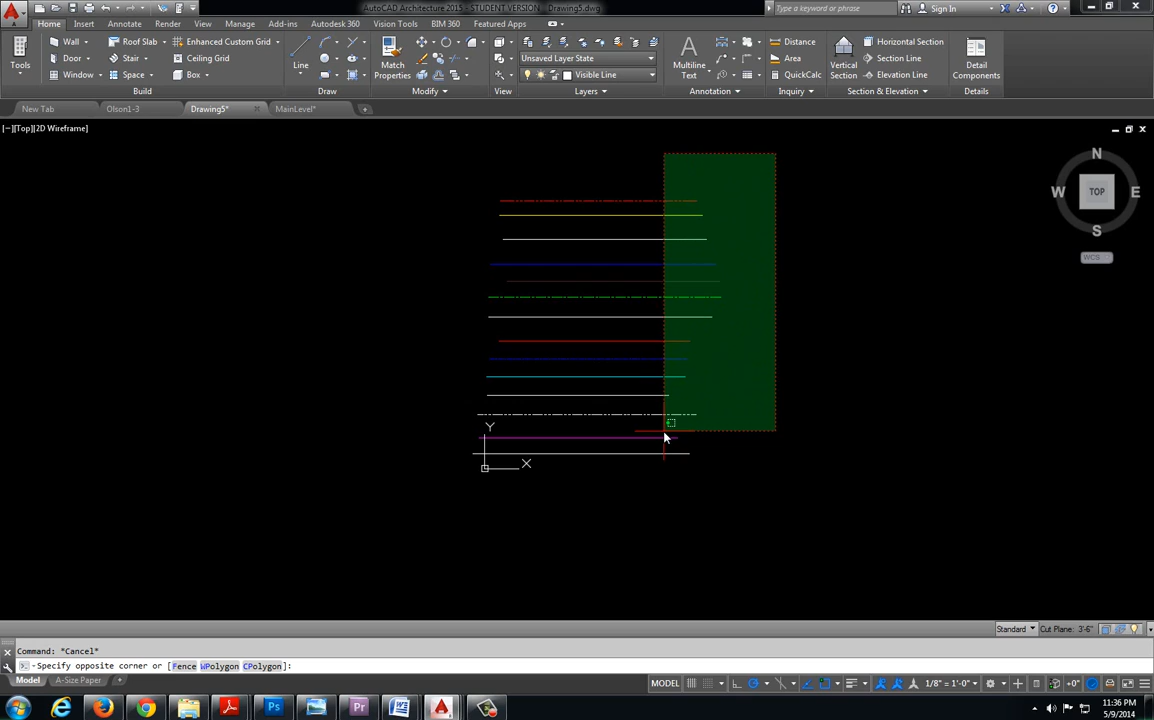 AutoCAD Architecture 2015 - STUDENT VERSION Drawing5.dwg
Type a keyword or phrase
Sign In
Home Insert Annotate Render View Manage Add-ins Autodesk 360 Vision Tools BIM 360 Featured Apps
Tools
Wall
Door
Window
Roof Slab
Stair
Space
Enhanced Custom Grid
Ceiling Grid
Box
Build
Line
Draw
Match
Properties
Modify
View
Unsaved Layer State
Visible Line
Layers
Multiline
Text
Annotation
Distance
Area
QuickCalc
Inquiry
Vertical
Section
Horizontal Section
Section Line
Elevation Line
Section & Elevation
Detail
Components
Details
New Tab Olson1-3 Drawing5* MainLevel*
[−][Top][2D Wireframe]
N
W TOP E
S
WCS
Y
X
Standard Cut Plane: 3'-6"
Command: *Cancel*
Specify opposite corner or [Fence WPolygon CPolygon]:
Model A-Size Paper
MODEL 1/8" = 1'-0" +0"
11:36 PM
5/9/2014